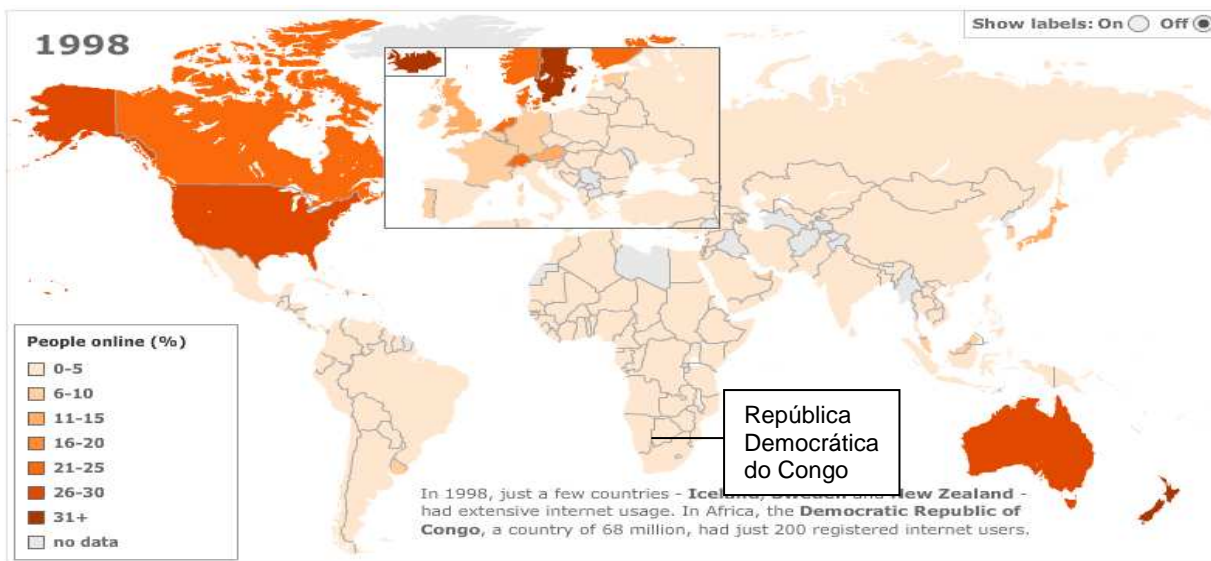 1998
Show labels: On Off
People online (%)
0-5
6-10
11-15
16-20
21-25
26-30
31+
no data
República
Democrática
do Congo
In 1998, just a few countries - Iceland, Sweden and New Zealand -
had extensive internet usage. In Africa, the Democratic Republic of
Congo, a country of 68 million, had just 200 registered internet users.